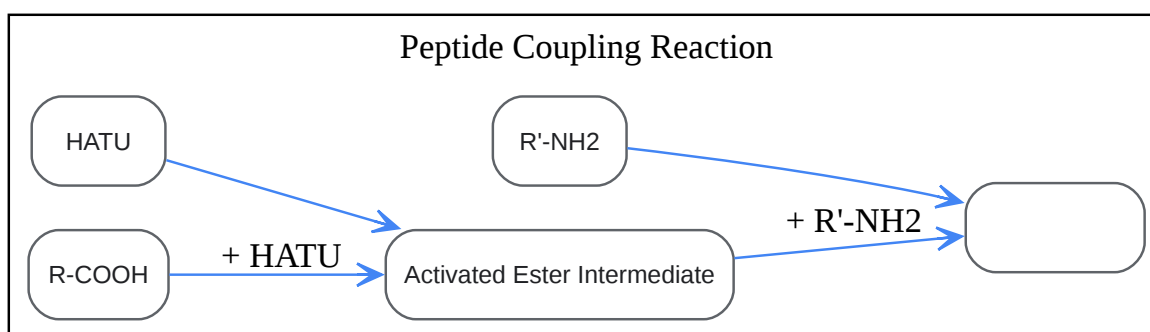 Peptide Coupling Reaction
HATU
R'-NH2
+ R'-NH2
+ HATU
R-COOH
Activated Ester Intermediate